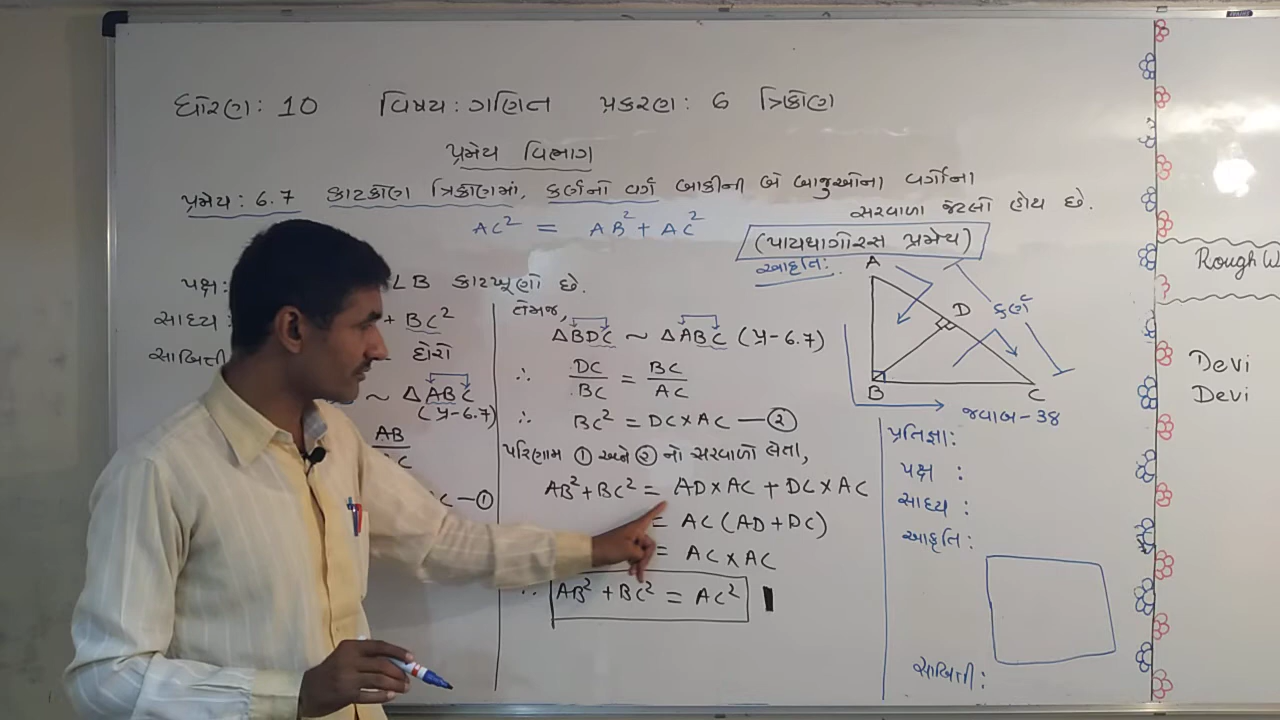 ધોરણ: 10 વિષય: ગણિત પ્રકરણ: 6 ત્રિકોણ
પ્રમેય વિભાગ
પ્રમેય: 6.7 કાટકોણ ત્રિકોણમાં, કર્ણનો વર્ગ બાકીની બે બાજુઓના વર્ગોના
સરવાળા જેટલો હોય છે.
AC² = AB² + AC²
(પાયથાગોરસ પ્રમેય)
આકૃતિ:
પક્ષ: ∠B કાટખૂણો છે.
સાધ્ય: + BC²
સાબિતી દોરો
~ ΔABC
(પ્ર-6.7)
AB
C
C — ①
તેમજ,
ΔBDC ~ ΔABC (પ્ર-6.7)
∴ DC/BC = BC/AC
∴ BC² = DC×AC — ②
પરિણામ ① અને ② નો સરવાળો લેતા,
AB² + BC² = AD×AC + DC×AC
= AC (AD + DC)
= AC × AC
∴ AB² + BC² = AC²
A
D
કર્ણ
B
C
જવાબ-38
પ્રતિજ્ઞા:
પક્ષ :
સાધ્ય :
આકૃતિ:
સાબિતી:
Rough W
Devi
Devi